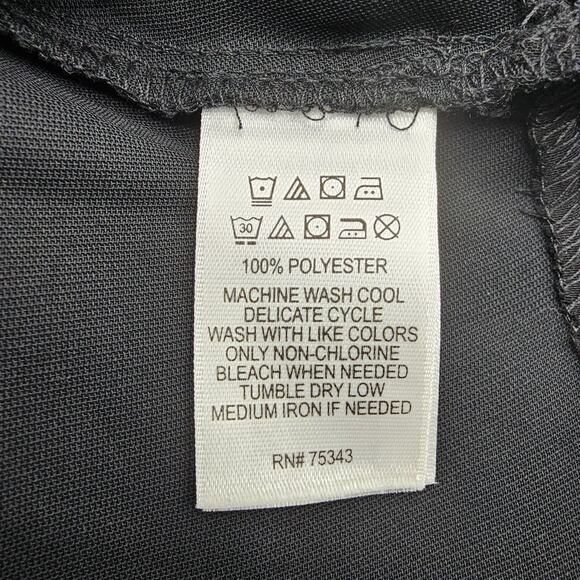 30
100% POLYESTER
MACHINE WASH COOL
DELICATE CYCLE
WASH WITH LIKE COLORS
ONLY NON-CHLORINE
BLEACH WHEN NEEDED
TUMBLE DRY LOW
MEDIUM IRON IF NEEDED
RN# 75343